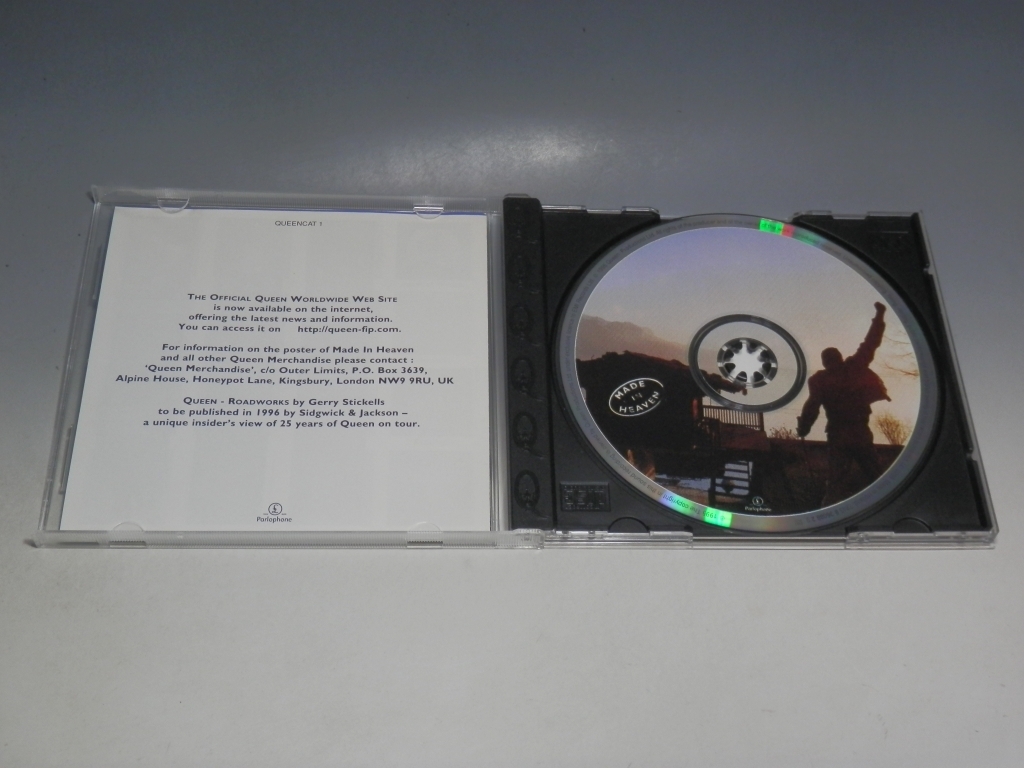 QUEENCAT 1
The Official Queen Worldwide Web Site
is now available on the internet,
offering the latest news and information.
You can access it on http://queen-fip.com.
For information on the poster of Made In Heaven
and all other Queen Merchandise please contact :
‘Queen Merchandise’, c/o Outer Limits, P.O. Box 3639,
Alpine House, Honeypot Lane, Kingsbury, London NW9 9RU, UK
Queen - Roadworks by Gerry Stickells
to be published in 1996 by Sidgwick & Jackson –
a unique insider’s view of 25 years of Queen on tour.
Parlophone
MADE
IN
HEAVEN
Parlophone